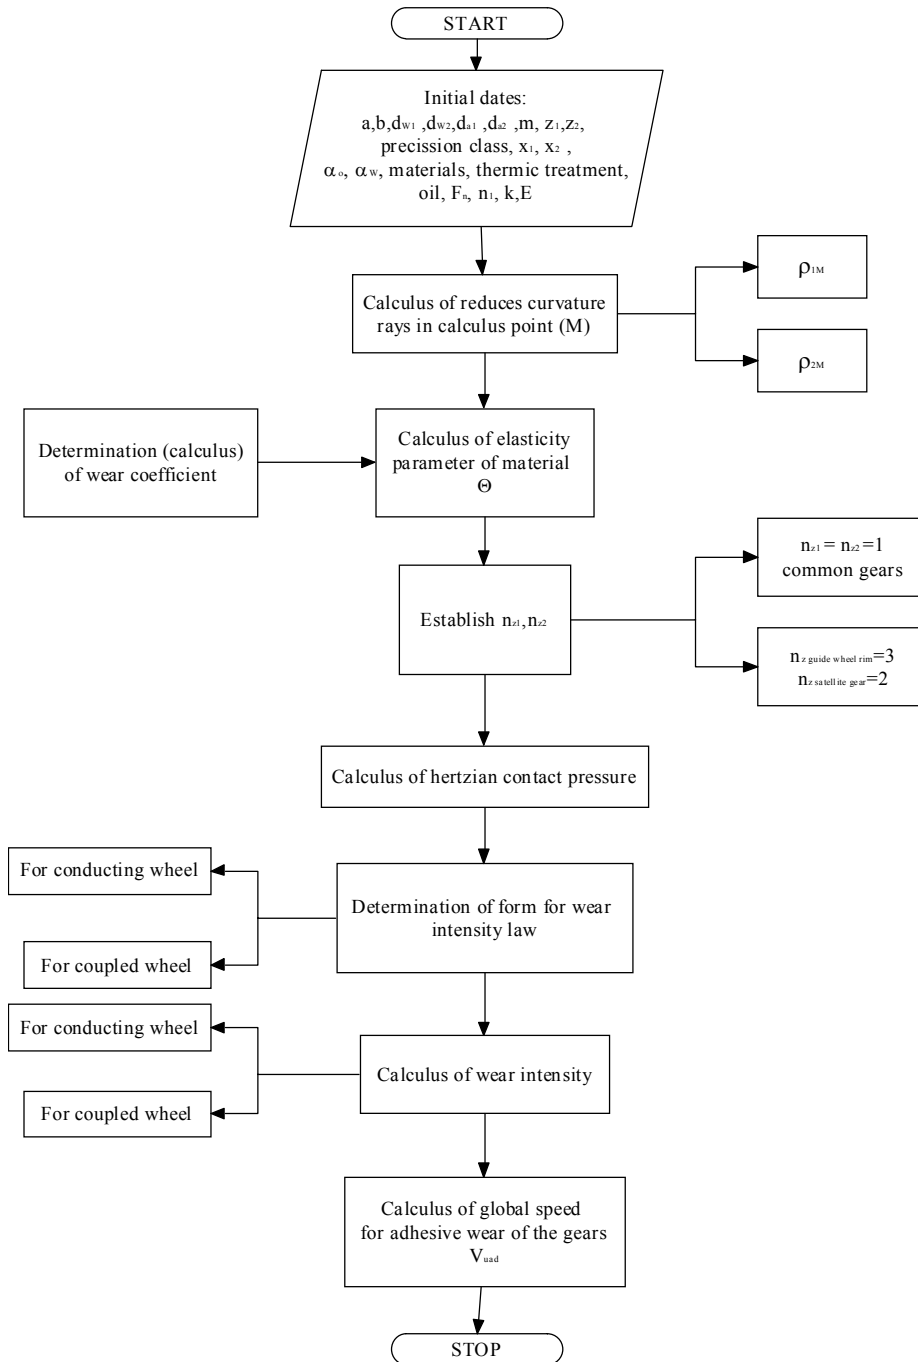 START
Initial dates:
a,b,dw1 ,dw2,da1 ,da2 ,m, z1,z2,
precission class, x1, x2 ,
αo, αw, materials, thermic treatment,
oil, Fn, n1, k,E
Calculus of reduces curvature
rays in calculus point (M)
ρ1M
ρ2M
Determination (calculus)
of wear coefficient
Calculus of elasticity
parameter of material
Θ
Establish nz1,nz2
nz1 = nz2=1
common gears
nz guide wheel rim=3
nz satellite gear=2
Calculus of hertzian contact pressure
For conducting wheel
For coupled wheel
Determination of form for wear
intensity law
For conducting wheel
For coupled wheel
Calculus of wear intensity
Calculus of global speed
for adhesive wear of the gears
Vuad
STOP